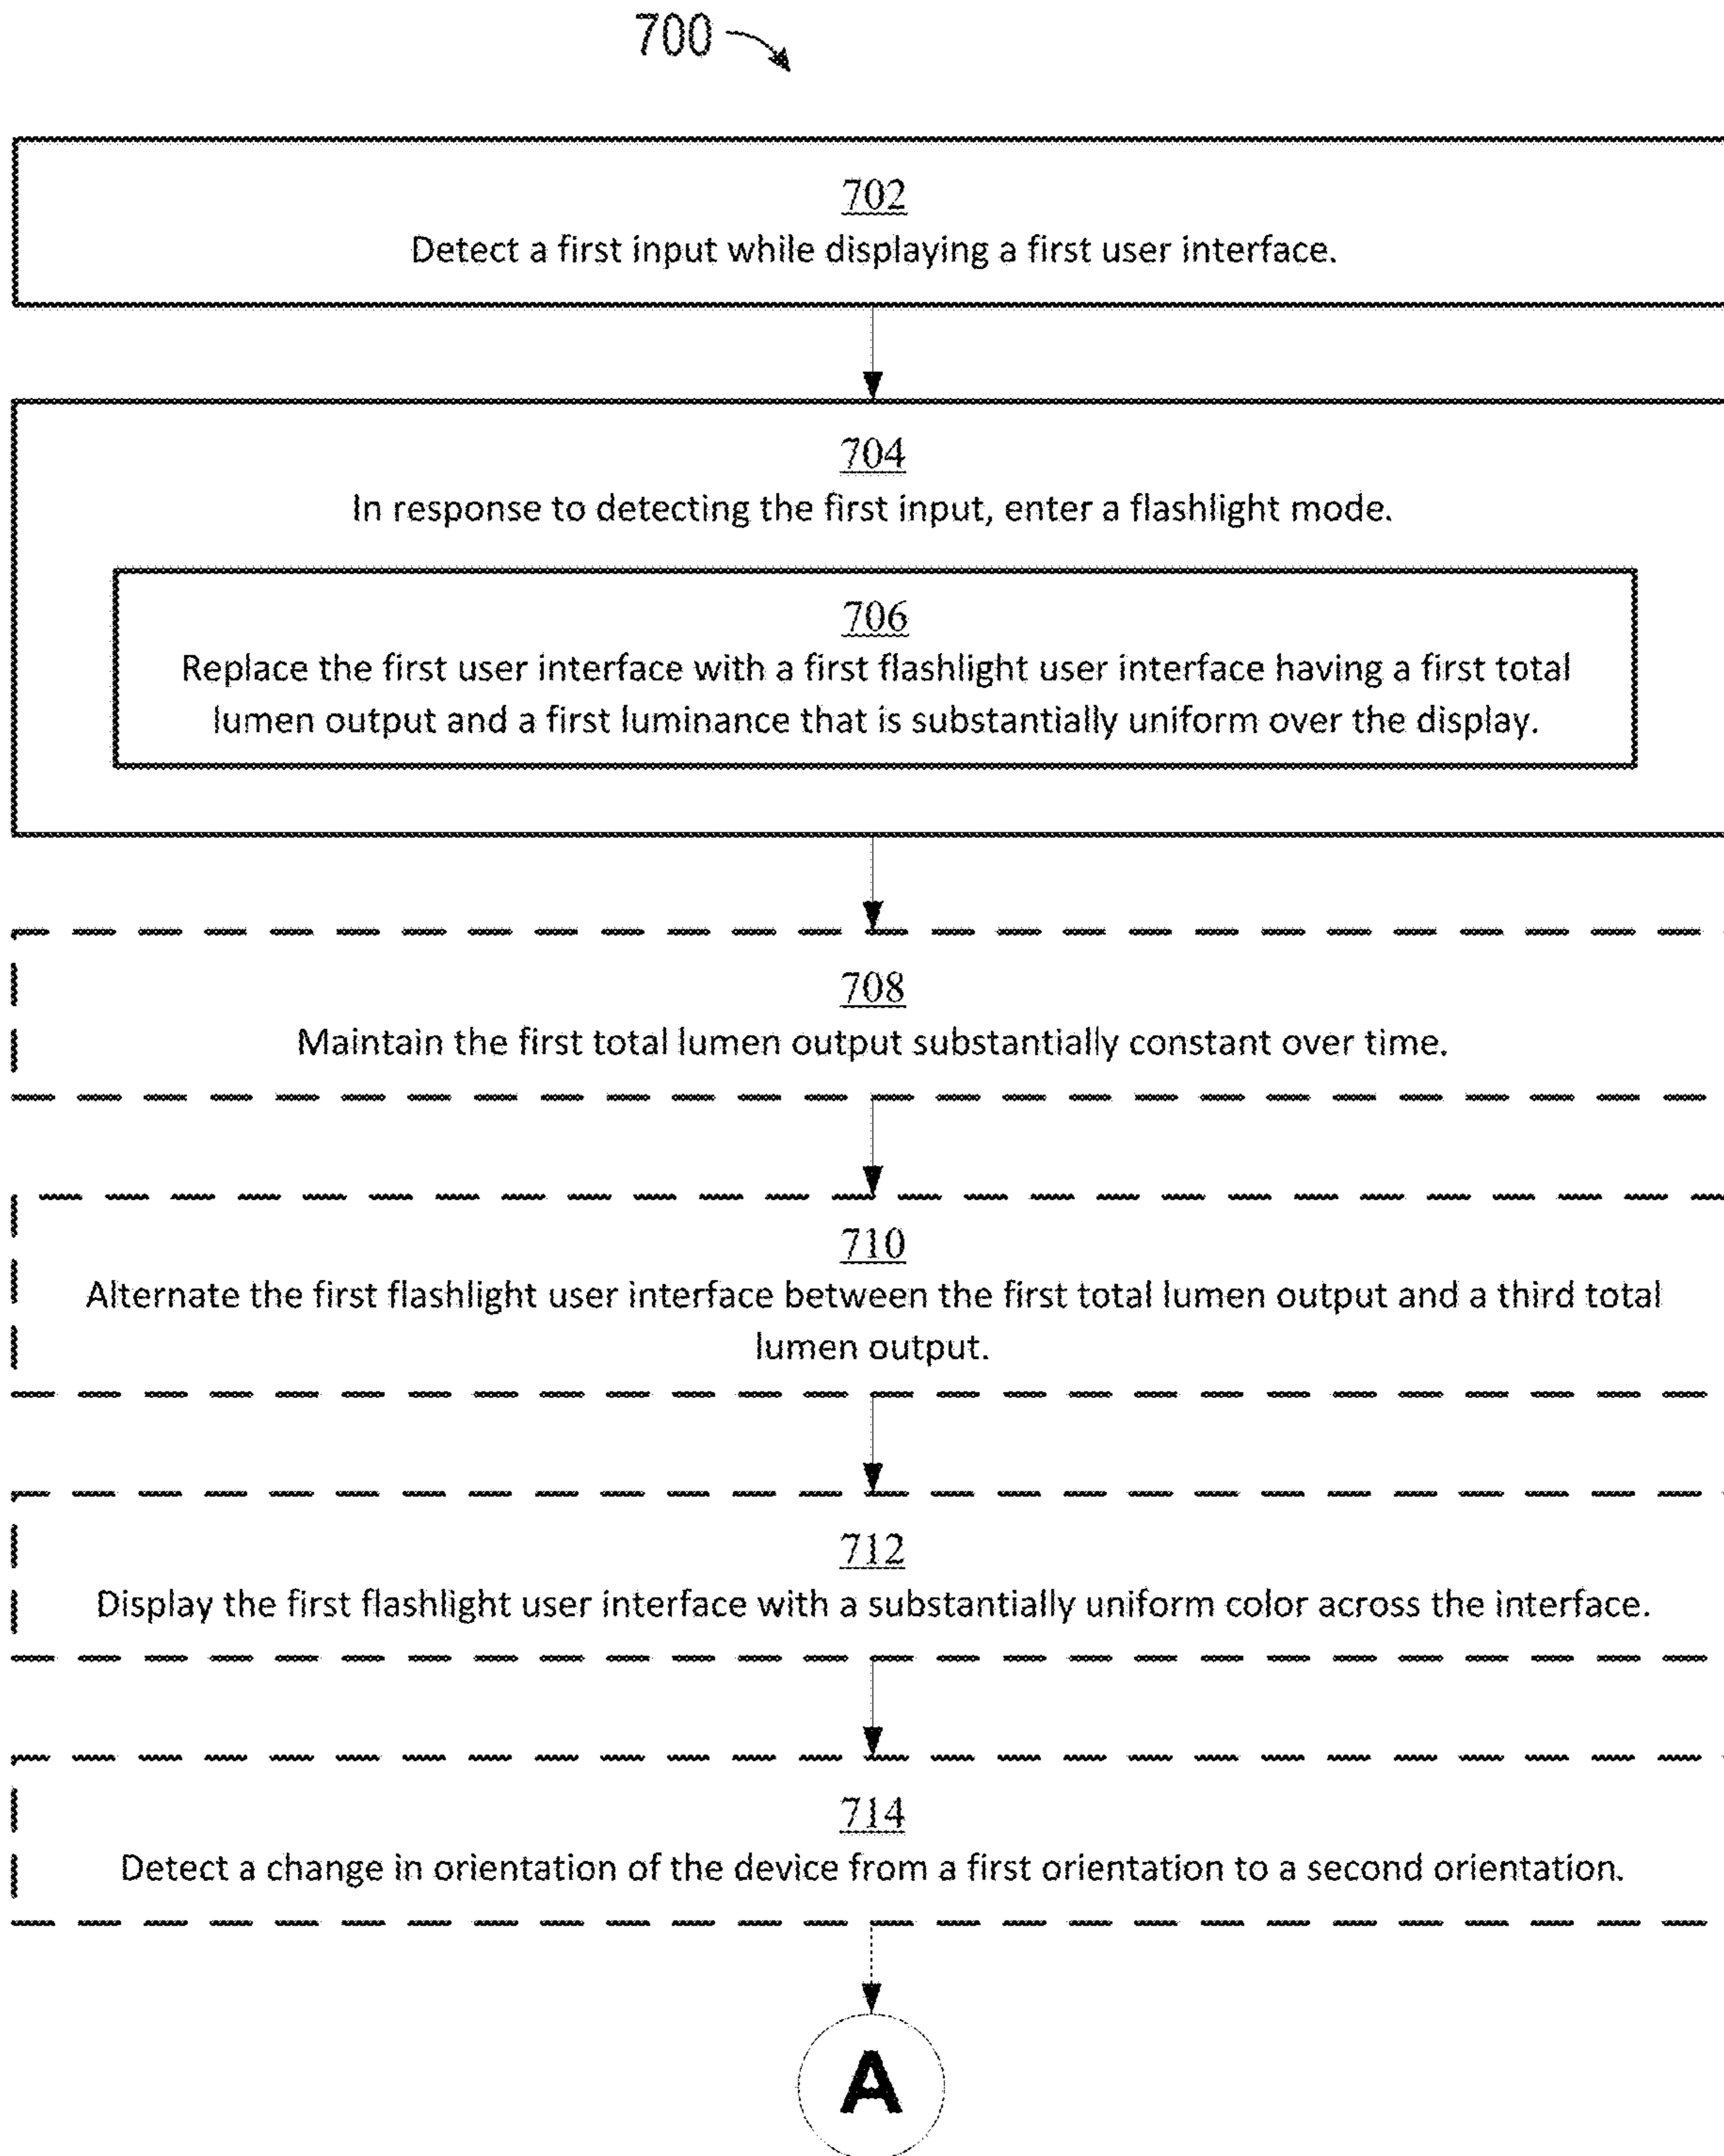 700
702
Detect a first input while displaying a first user interface.
704
In response to detecting the first input, enter a flashlight mode.
706
Replace the first user interface with a first flashlight user interface having a first total
lumen output and a first luminance that is substantially uniform over the display.
708
Maintain the first total lumen output substantially constant over time.
710
Alternate the first flashlight user interface between the first total lumen output and a third total
lumen output.
712
Display the first flashlight user interface with a substantially uniform color across the interface.
714
Detect a change in orientation of the device from a first orientation to a second orientation.
A